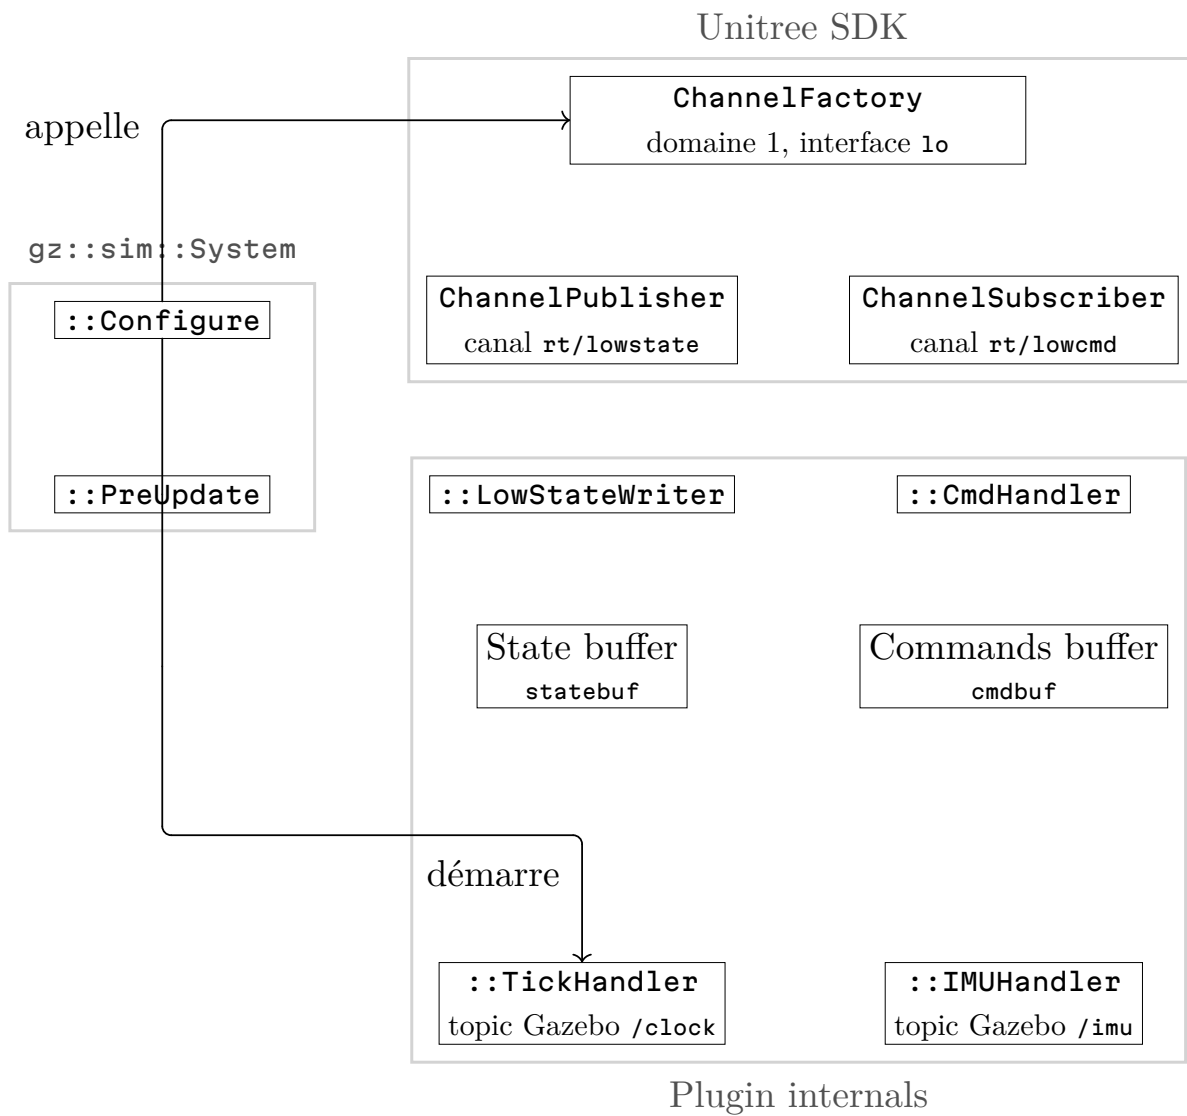 Unitree SDK
ChannelFactory
domaine 1, interface lo
appelle
gz::sim::System
::Configure
ChannelPublisher
canal rt/lowstate
ChannelSubscriber
canal rt/lowcmd
::PreUpdate
::LowStateWriter
::CmdHandler
State buffer
statebuf
Commands buffer
cmdbuf
démarre
::TickHandler
topic Gazebo /clock
::IMUHandler
topic Gazebo /imu
Plugin internals